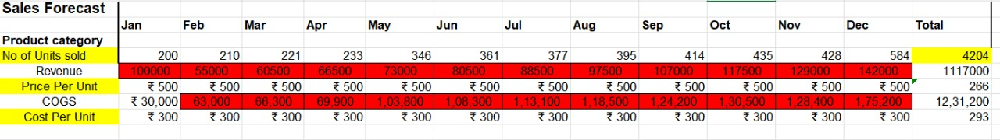 Sales Forecast
Jan Feb Mar Apr May Jun Jul Aug Sep Oct Nov Dec Total
Product category
No of Units sold 200 210 221 233 346 361 377 395 414 435 428 584 4204
Revenue 100000 55000 60500 66500 73000 80500 88500 97500 107000 117500 129000 142000 1117000
Price Per Unit ₹ 500 ₹ 500 ₹ 500 ₹ 500 ₹ 500 ₹ 500 ₹ 500 ₹ 500 ₹ 500 ₹ 500 ₹ 500 ₹ 500 266
COGS ₹ 30,000 63,000 66,300 69,900 1,03,800 1,08,300 1,13,100 1,18,500 1,24,200 1,30,500 1,28,400 1,75,200 12,31,200
Cost Per Unit ₹ 300 ₹ 300 ₹ 300 ₹ 300 ₹ 300 ₹ 300 ₹ 300 ₹ 300 ₹ 300 ₹ 300 ₹ 300 ₹ 300 293